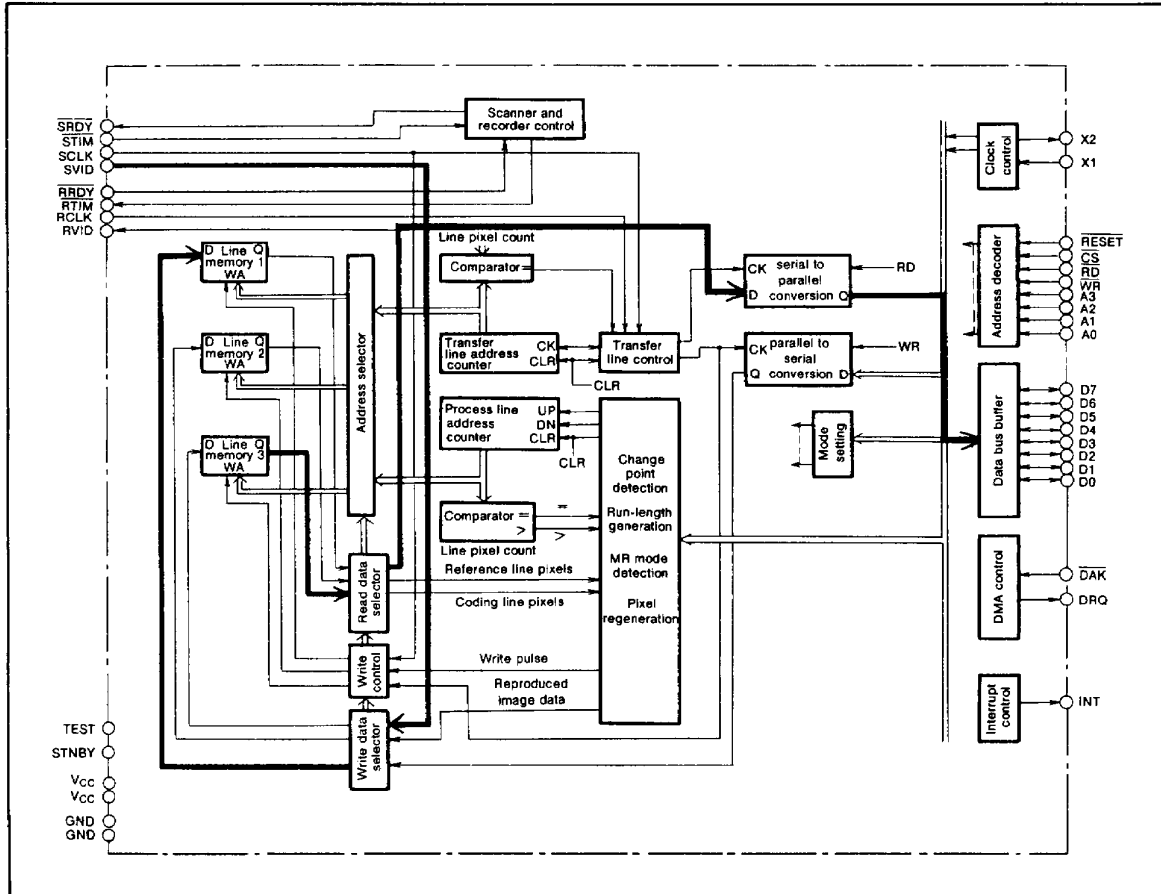 Scanner and
recorder control
SRDY
STIM
SCLK
SVID
RRDY
RTIM
RCLK
RVID
D Line Q
memory 1
WA
D Line Q
memory 2
WA
D Line Q
memory 3
WA
Address selector
Line pixel count
Comparator =
Transfer CK
line address
counter CLR
CLR
Process line UP
address DN
counter CLR
CLR
Comparator =
>
=
>
Line pixel count
Reference line pixels
Coding line pixels
Read data
selector
Write
control
Write pulse
Reproduced
image data
Write data
selector
Transfer
line control
Change
point
detection
Run-length
generation
MR mode
detection
Pixel
regeneration
CK serial to
parallel
D conversion Q
RD
CK parallel to
serial
Q conversion D
WR
Mode
setting
Clock
control
X2
X1
Address decoder
RESET
CS
RD
WR
A3
A2
A1
A0
Data bus buffer
D7
D6
D5
D4
D3
D2
D1
D0
DMA control
DAK
DRQ
Interrupt
control
INT
TEST
STNBY
VCC
VCC
GND
GND